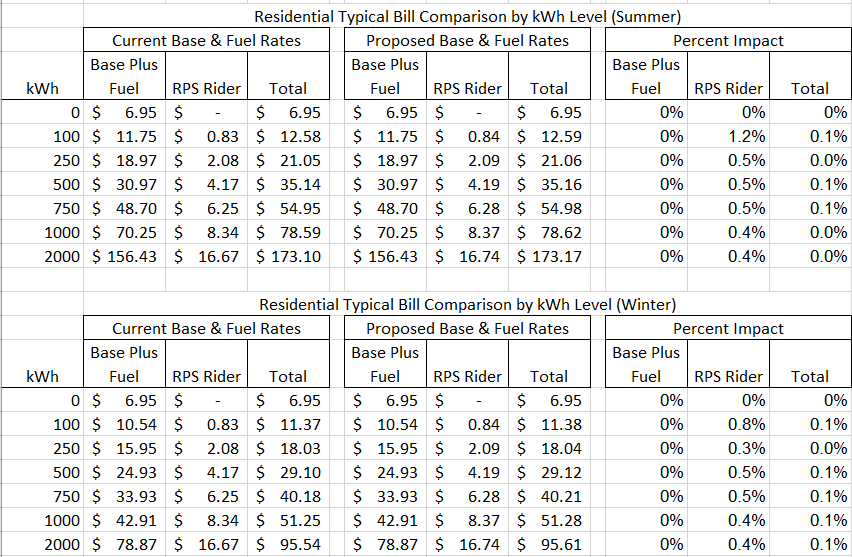 Residential Typical Bill Comparison by kWh Level (Summer)
Current Base & Fuel Rates Proposed Base & Fuel Rates Percent Impact
Base Plus Base Plus Base Plus
kWh Fuel RPS Rider Total Fuel RPS Rider Total Fuel RPS Rider Total
0 $ 6.95 $ - $ 6.95 $ 6.95 $ - $ 6.95 0% 0% 0%
100 $ 11.75 $ 0.83 $ 12.58 $ 11.75 $ 0.84 $ 12.59 0% 1.2% 0.1%
250 $ 18.97 $ 2.08 $ 21.05 $ 18.97 $ 2.09 $ 21.06 0% 0.5% 0.0%
500 $ 30.97 $ 4.17 $ 35.14 $ 30.97 $ 4.19 $ 35.16 0% 0.5% 0.1%
750 $ 48.70 $ 6.25 $ 54.95 $ 48.70 $ 6.28 $ 54.98 0% 0.5% 0.1%
1000 $ 70.25 $ 8.34 $ 78.59 $ 70.25 $ 8.37 $ 78.62 0% 0.4% 0.0%
2000 $ 156.43 $ 16.67 $ 173.10 $ 156.43 $ 16.74 $ 173.17 0% 0.4% 0.0%
Residential Typical Bill Comparison by kWh Level (Winter)
Current Base & Fuel Rates Proposed Base & Fuel Rates Percent Impact
Base Plus Base Plus Base Plus
kWh Fuel RPS Rider Total Fuel RPS Rider Total Fuel RPS Rider Total
0 $ 6.95 $ - $ 6.95 $ 6.95 $ - $ 6.95 0% 0% 0%
100 $ 10.54 $ 0.83 $ 11.37 $ 10.54 $ 0.84 $ 11.38 0% 0.8% 0.1%
250 $ 15.95 $ 2.08 $ 18.03 $ 15.95 $ 2.09 $ 18.04 0% 0.3% 0.0%
500 $ 24.93 $ 4.17 $ 29.10 $ 24.93 $ 4.19 $ 29.12 0% 0.5% 0.1%
750 $ 33.93 $ 6.25 $ 40.18 $ 33.93 $ 6.28 $ 40.21 0% 0.5% 0.1%
1000 $ 42.91 $ 8.34 $ 51.25 $ 42.91 $ 8.37 $ 51.28 0% 0.4% 0.1%
2000 $ 78.87 $ 16.67 $ 95.54 $ 78.87 $ 16.74 $ 95.61 0% 0.4% 0.1%